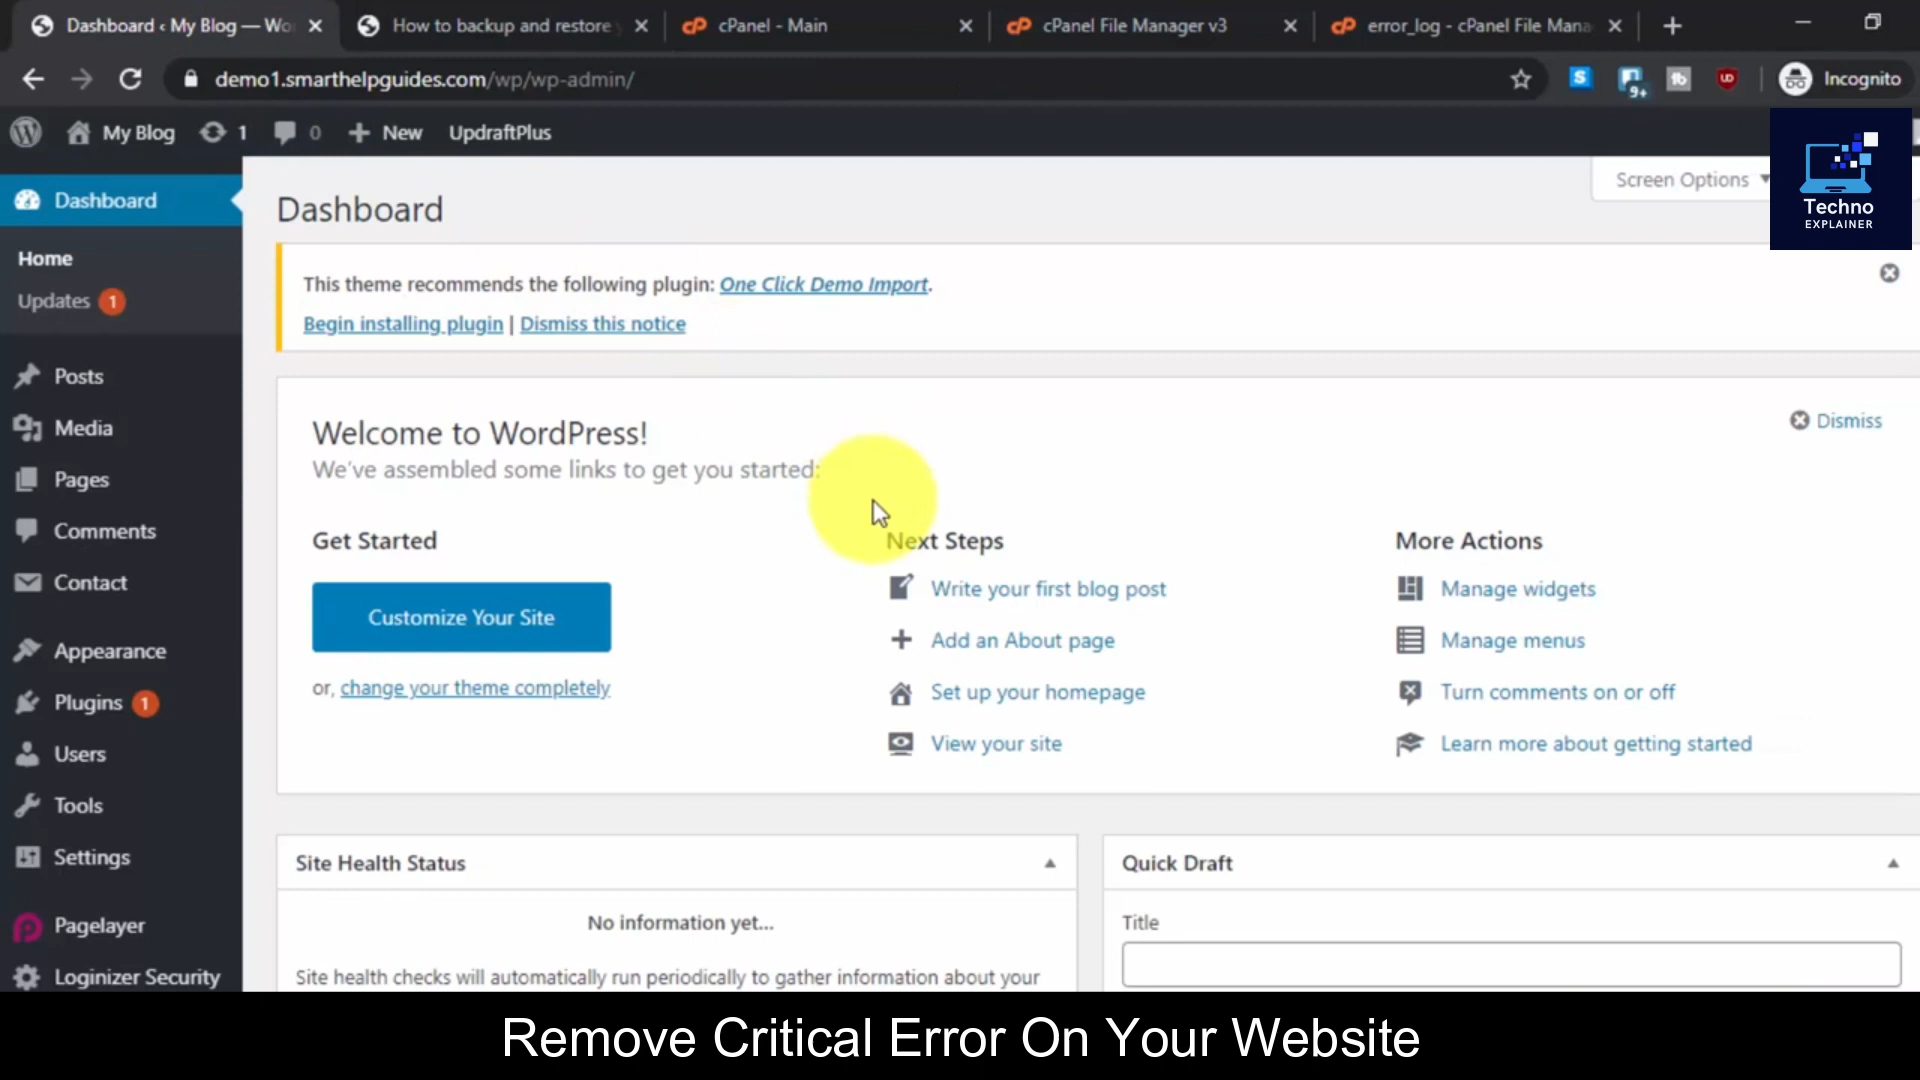 Dashboard ‹ My Blog — Wo
How to backup and restore
cPanel - Main
cPanel File Manager v3
error_log - cPanel File Mana
demo1.smarthelpguides.com/wp/wp-admin/
9+
Incognito
My Blog
1
0
New
UpdraftPlus
Techno
EXPLAINER
Screen Options
Dashboard
Home
Updates 1
Posts
Media
Pages
Comments
Contact
Appearance
Plugins 1
Users
Tools
Settings
Pagelayer
Loginizer Security
Dashboard
This theme recommends the following plugin: One Click Demo Import.
Begin installing plugin | Dismiss this notice
Dismiss
Welcome to WordPress!
We've assembled some links to get you started:
Get Started
Customize Your Site
or, change your theme completely
Next Steps
Write your first blog post
Add an About page
Set up your homepage
View your site
More Actions
Manage widgets
Manage menus
Turn comments on or off
Learn more about getting started
Site Health Status
No information yet...
Site health checks will automatically run periodically to gather information about your
Quick Draft
Title
Remove Critical Error On Your Website